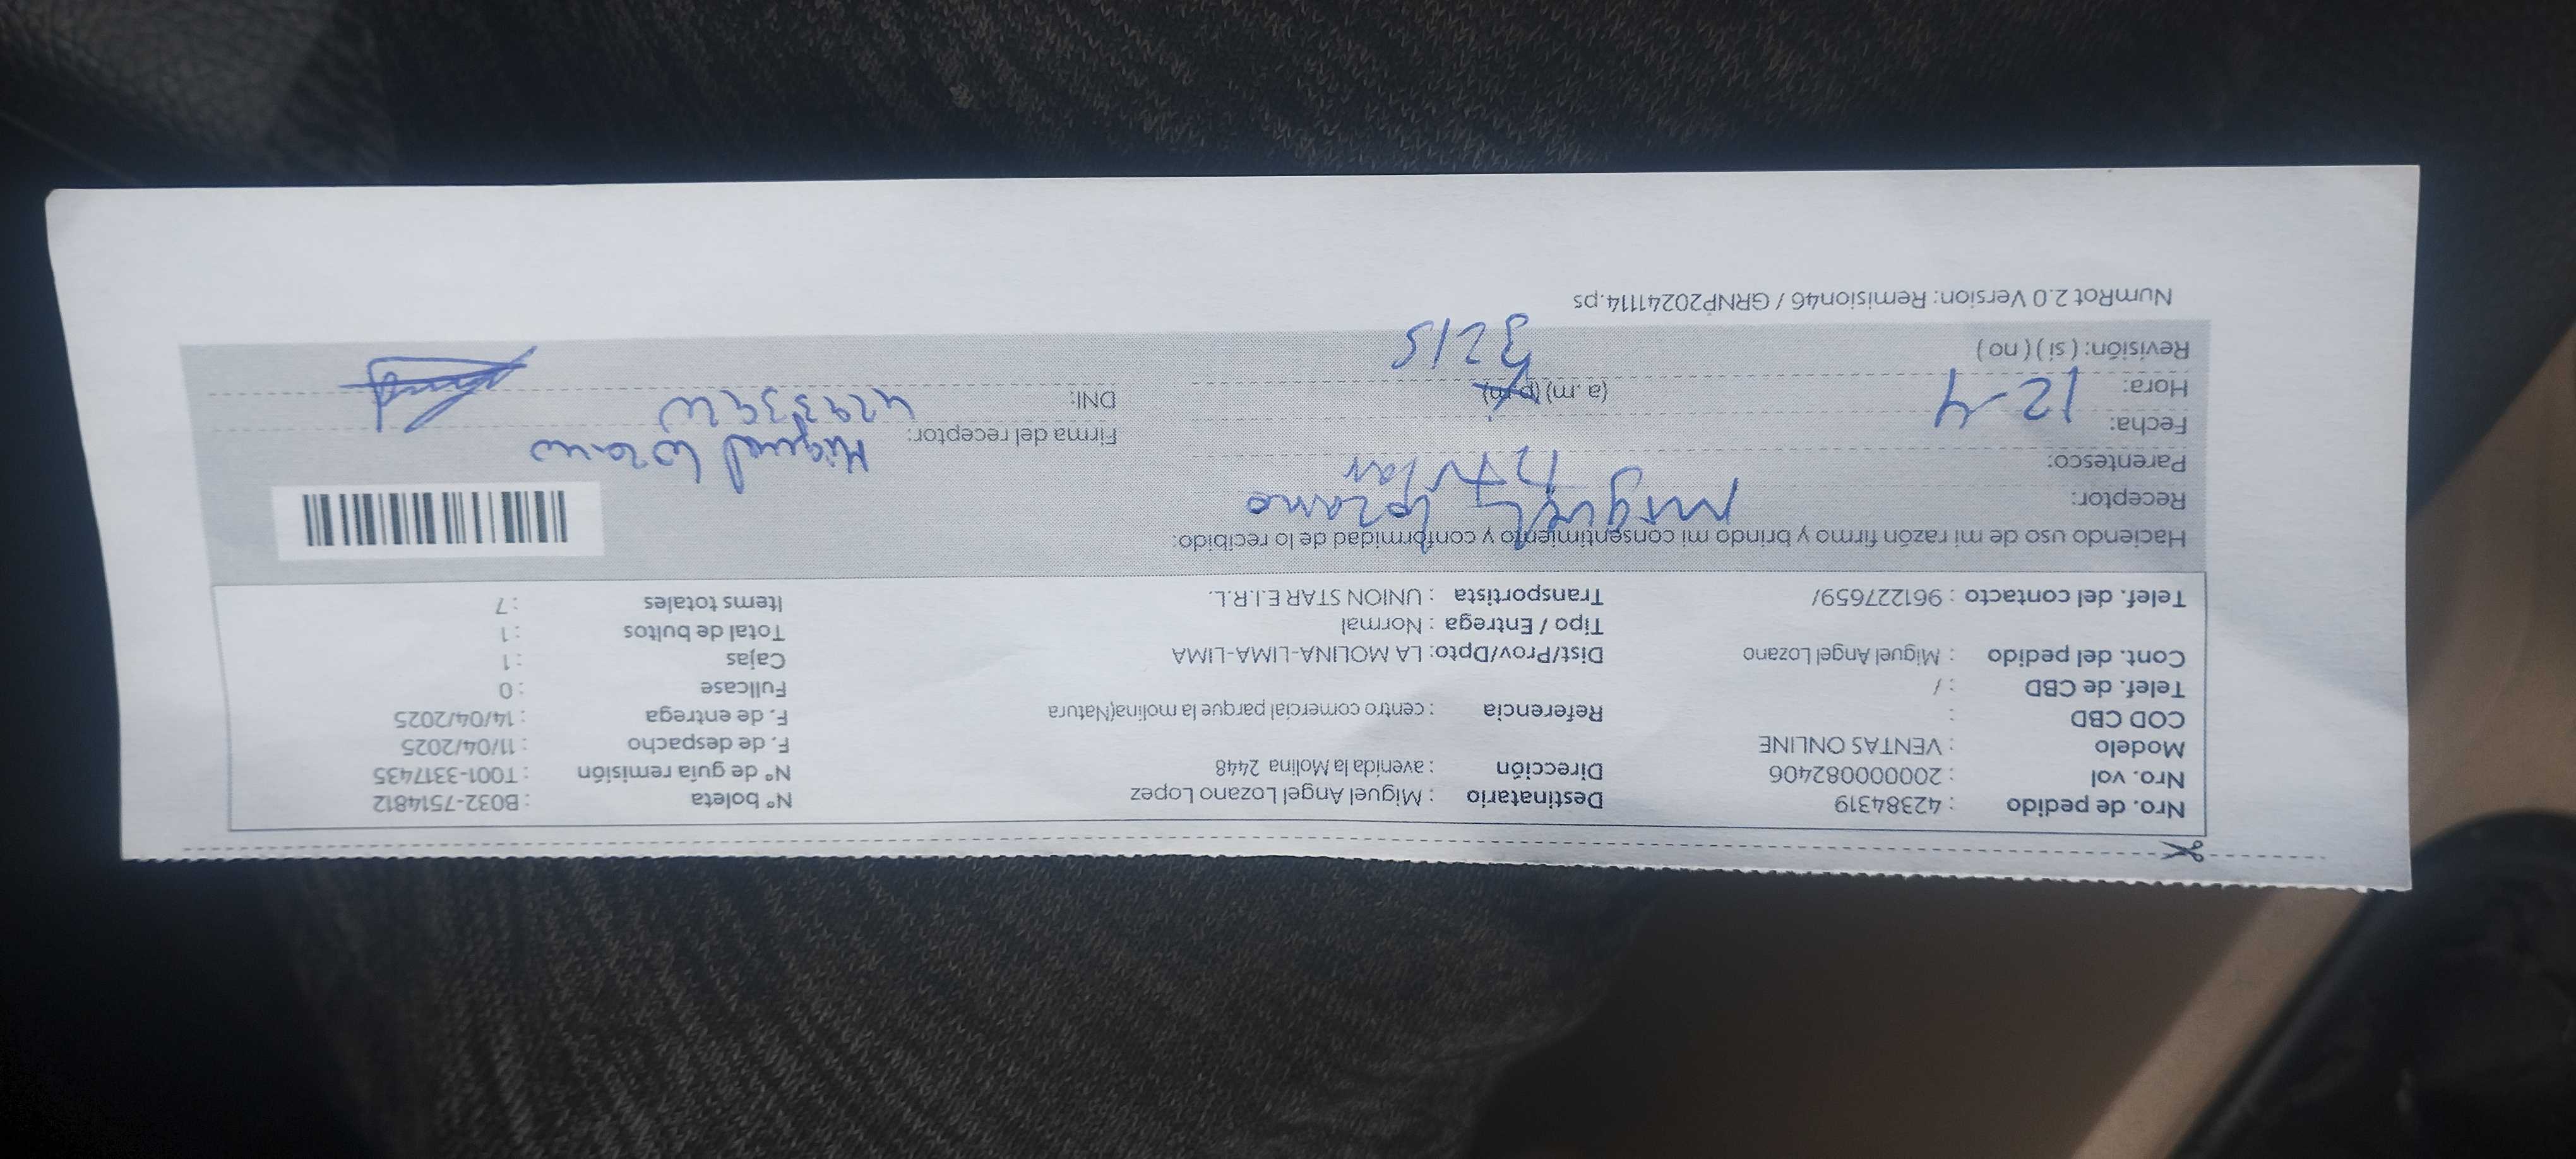 Nro. de pedido : 42384319 Destinatario : Miguel Angel Lozano Lopez N° boleta : B032-7514812
Nro. vol : 20000082406 Dirección : avenida la Molina 2448 N° de guía remisión : T001-3317435
Modelo : VENTAS ONLINE F. de despacho : 11/04/2025
COD CBD : Referencia : centro comercial parque la molina(Natura F. de entrega : 14/04/2025
Telef. de CBD : / Fullcase : 0
Cont. del pedido : Miguel Angel Lozano Dist/Prov/Dpto: LA MOLINA-LIMA-LIMA Cajas : 1
Tipo / Entrega : Normal Total de bultos : 1
Telef. del contacto : 961227659/ Transportista : UNION STAR E.I.R.L. Items totales : 7
Haciendo uso de mi razón firmo y brindo mi consentimiento y conformidad de lo recibido:
Receptor: Miguel Lozano
Parentesco: Titular
Fecha: 12-4 Firma del receptor: Miguel Lozano
Hora: (a.m) (p.m) DNI:
Revisión: ( si ) ( no ) 3215
NumRot 2.0 Version: Remision46 / GRNP20241114.ps